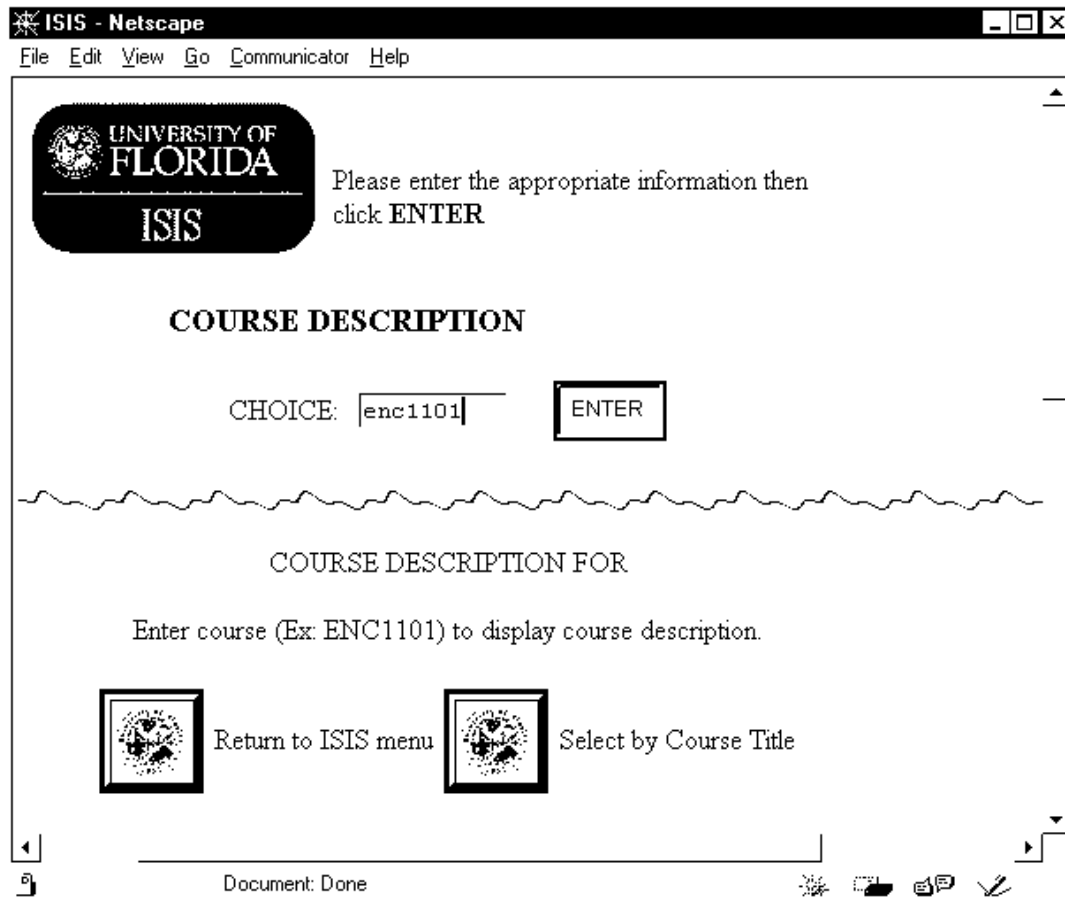 ISIS - Netscape
File Edit View Go Communicator Help
UNIVERSITY OF
FLORIDA
ISIS
Please enter the appropriate information then
click ENTER
COURSE DESCRIPTION
CHOICE: enc1101 ENTER
COURSE DESCRIPTION FOR
Enter course (Ex: ENC1101) to display course description.
Return to ISIS menu Select by Course Title
Document: Done